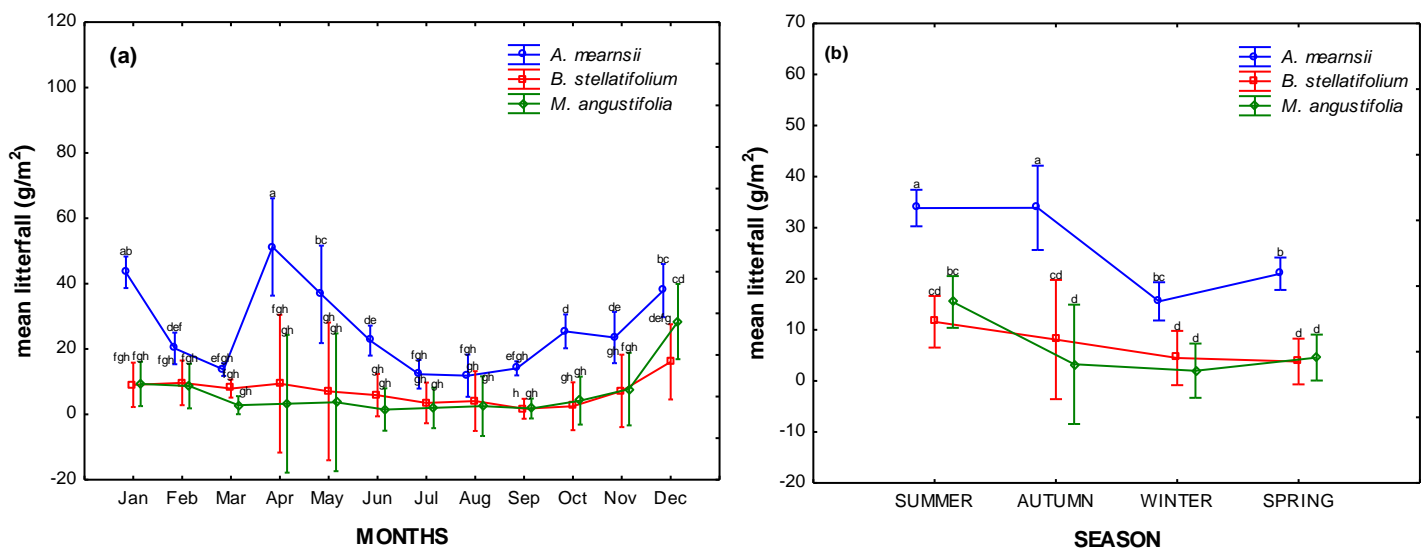 (a)
A. mearnsii
B. stellatifolium
M. angustifolia
mean litterfall (g/m²)
120
100
80
60
40
20
0
-20
ab
fgh
fgh
def
fgh
gh
efgh
gh
gh
a
fgh
gh
bc
gh
gh
de
gh
gh
fgh
gh
gh
fgh
gh
gh
efgh
h
gh
d
gh
gh
de
gh
fgh
bc
defg
cd
Jan Feb Mar Apr May Jun Jul Aug Sep Oct Nov Dec
MONTHS
(b)
A. mearnsii
B. stellatifolium
M. angustifolia
mean litterfall (g/m²)
70
60
50
40
30
20
10
0
-10
-20
a
cd
bc
a
cd
d
bc
d
d
b
d
d
SUMMER AUTUMN WINTER SPRING
SEASON